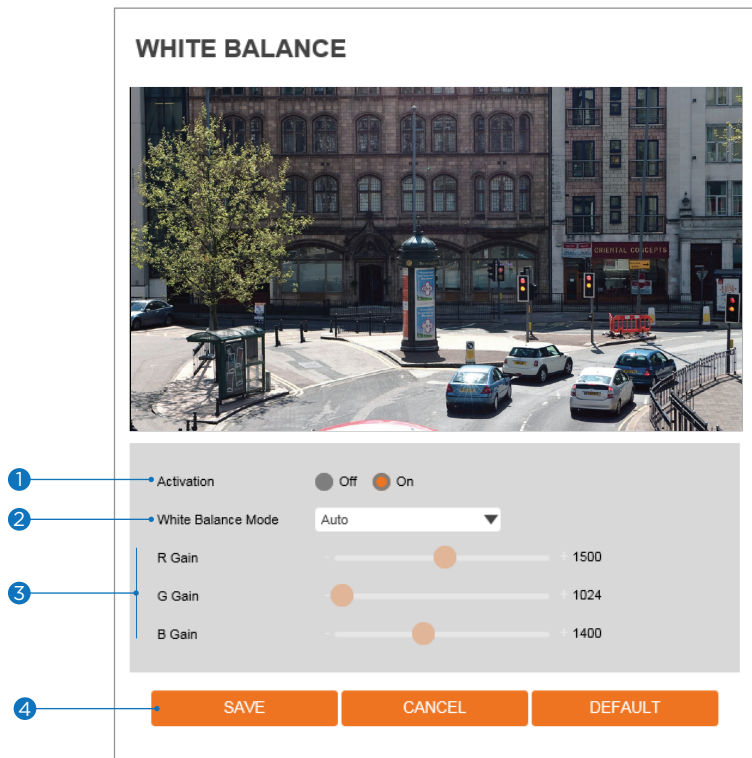 WHITE BALANCE
ORIENTAL CONCEPTS
1 Activation Off On
2 White Balance Mode Auto
R Gain - + 1500
3 G Gain - + 1024
B Gain - + 1400
4 SAVE CANCEL DEFAULT